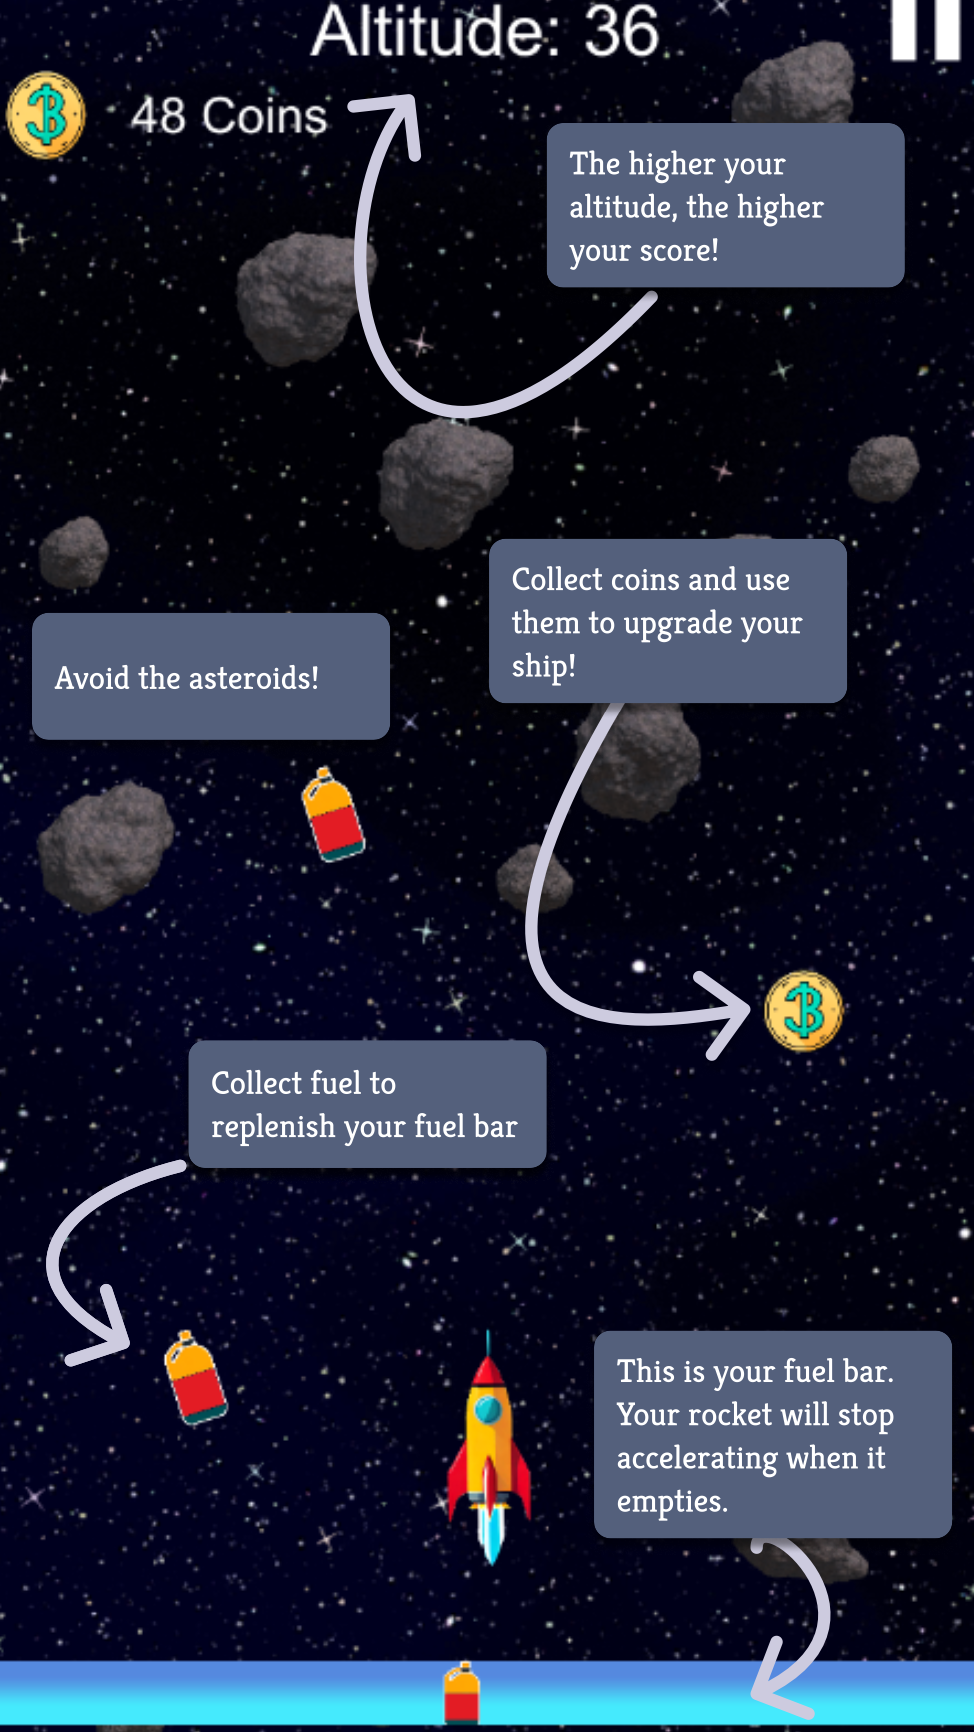 Altitude: 36
48 Coins
The higher your
altitude, the higher
your score!
Collect coins and use
them to upgrade your
ship!
Avoid the asteroids!
Collect fuel to
replenish your fuel bar
This is your fuel bar.
Your rocket will stop
accelerating when it
empties.